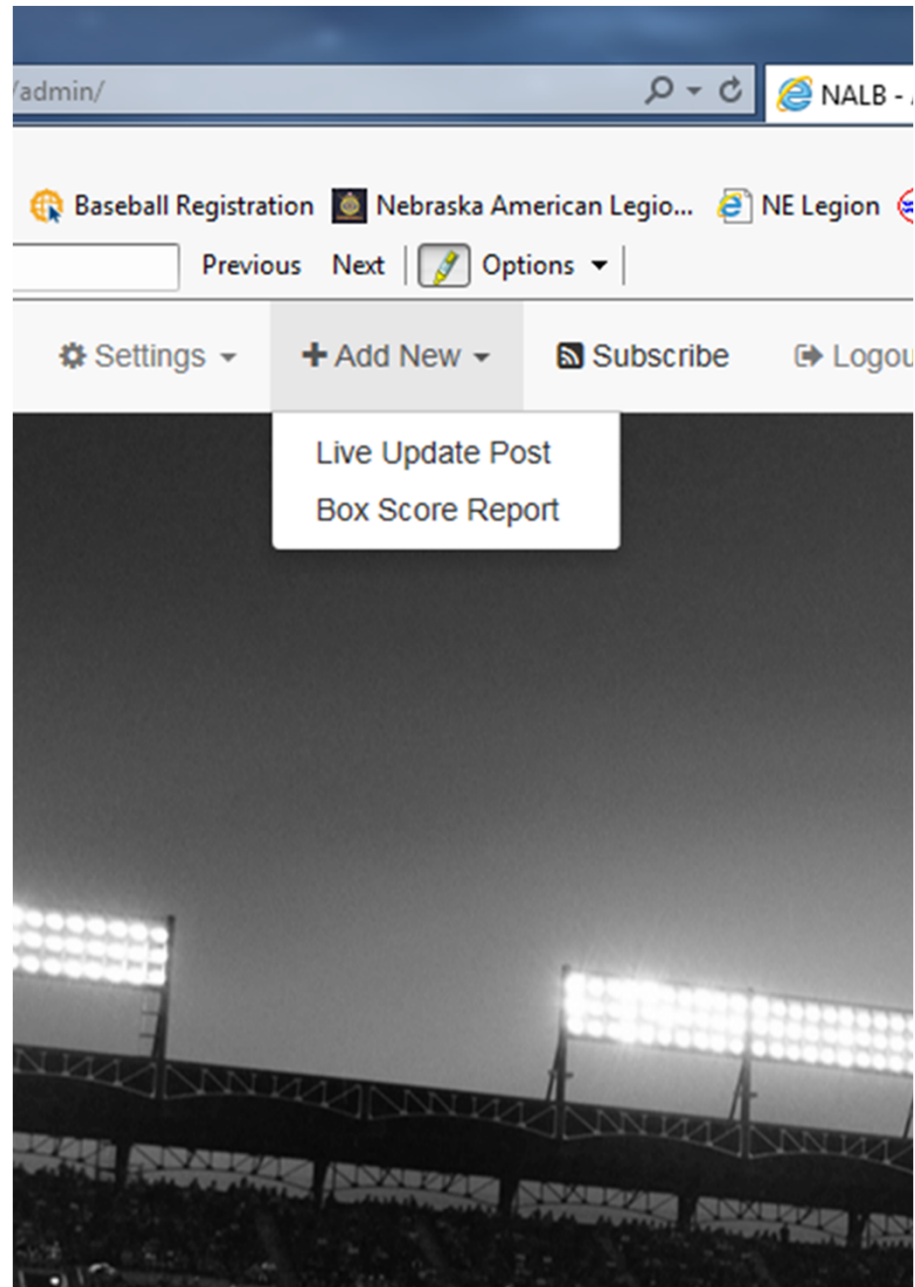 /admin/
NALB -
Baseball Registration Nebraska American Legio... NE Legion
Previous Next Options
Settings Add New Subscribe Logou
Live Update Post
Box Score Report